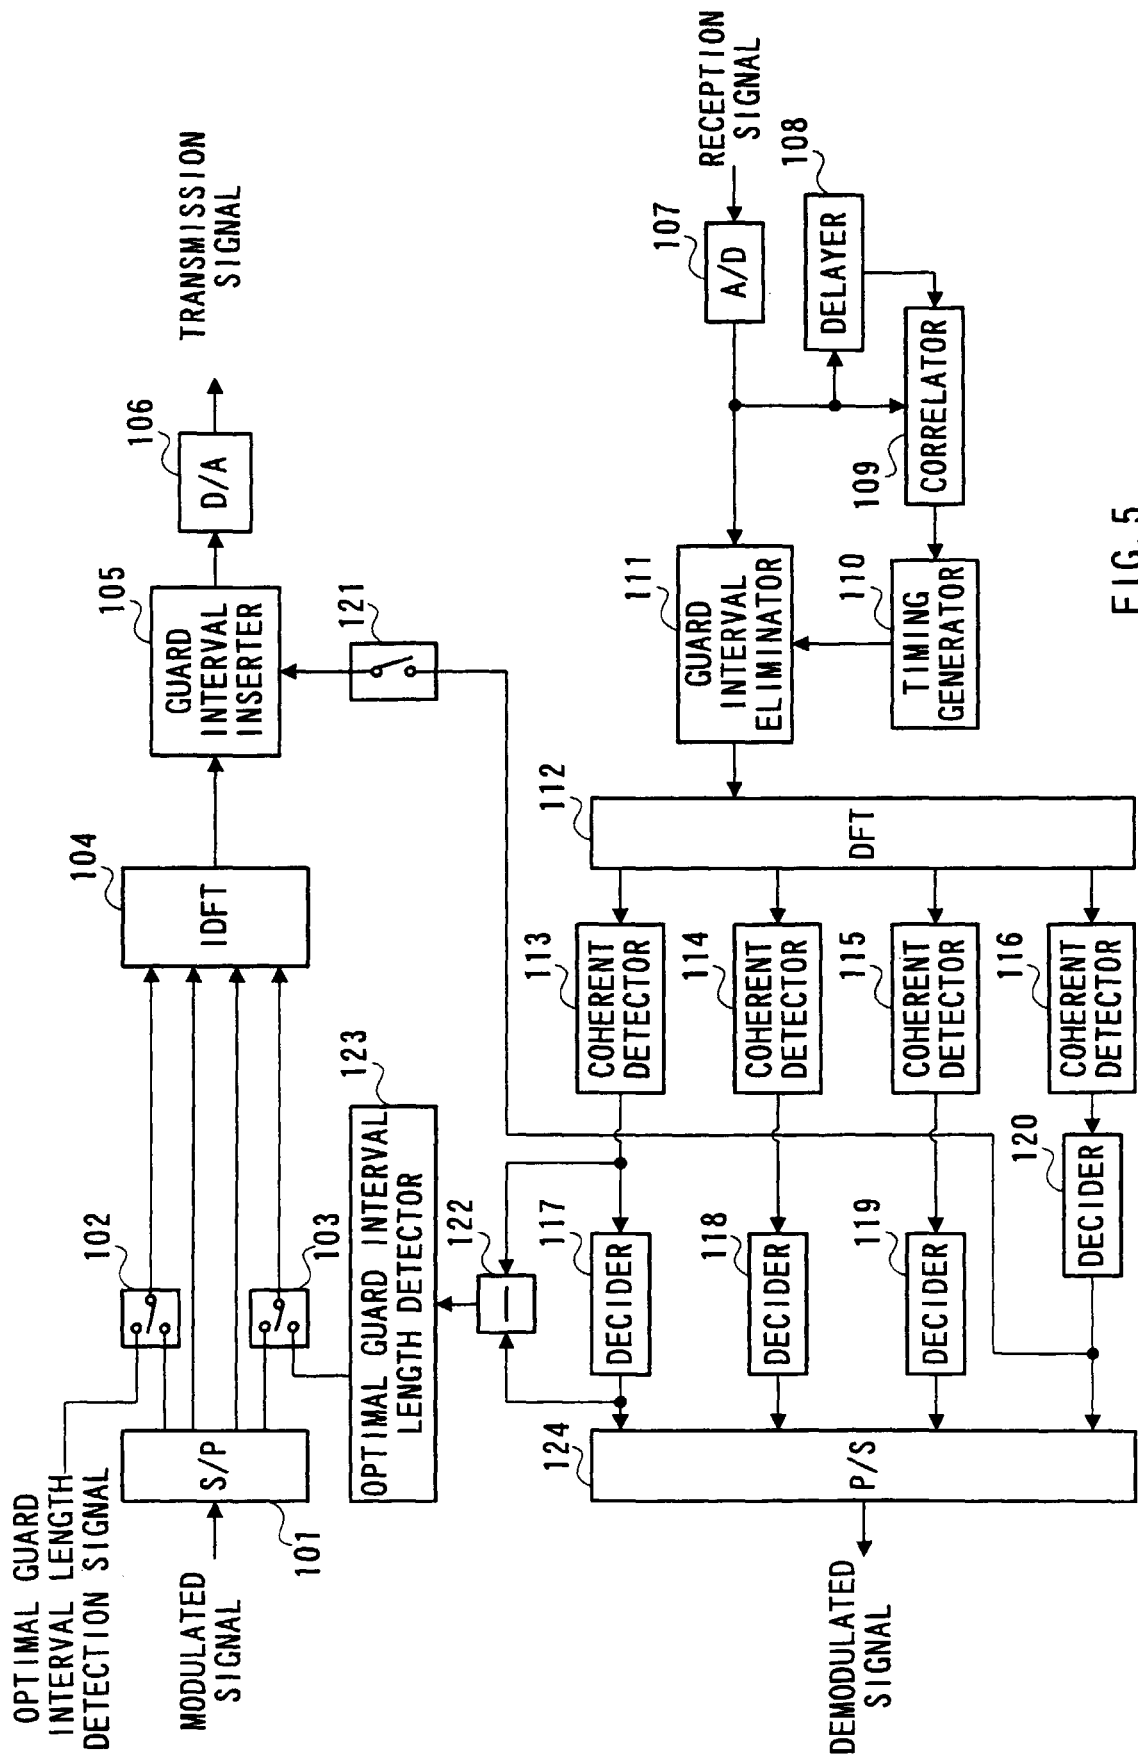 OPTIMAL GUARD
INTERVAL LENGTH
DETECTION SIGNAL
MODULATED
SIGNAL
101
S/P
102
103
104
IDFT
105
GUARD
INTERVAL
INSERTER
106
D/A
TRANSMISSION
SIGNAL
121
123
OPTIMAL GUARD INTERVAL
LENGTH DETECTOR
122
RECEPTION
SIGNAL
107
A/D
108
DELAYER
109
CORRELATOR
110
TIMING
GENERATOR
111
GUARD
INTERVAL
ELIMINATOR
112
DFT
113
COHERENT
DETECTOR
114
COHERENT
DETECTOR
115
COHERENT
DETECTOR
116
COHERENT
DETECTOR
117
DECIDER
118
DECIDER
119
DECIDER
120
DECIDER
124
P/S
DEMODULATED
SIGNAL
FIG. 5